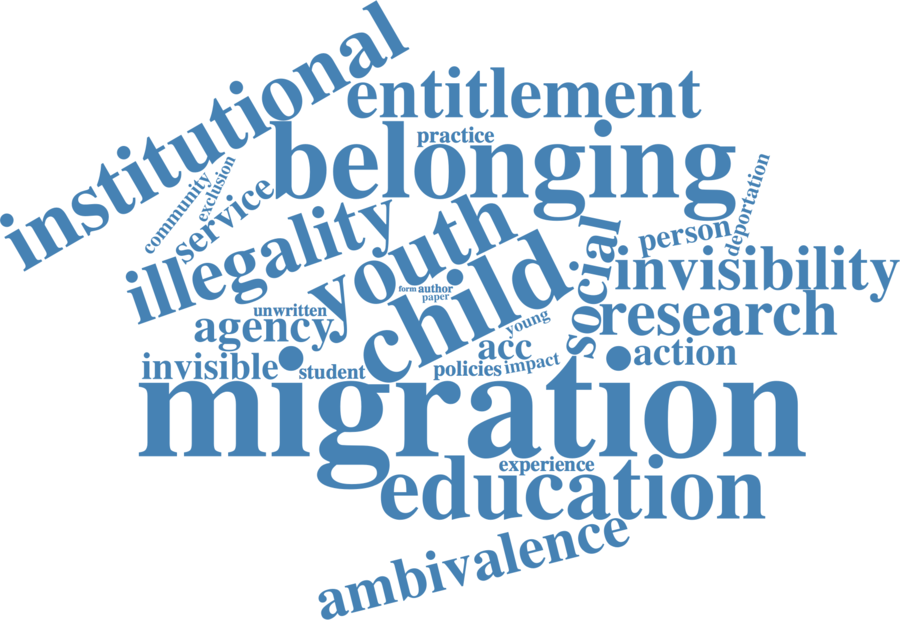 institutional
entitlement
belonging
practice
community
exclusion
service
deportation
illegality
youth
social
person
invisibility
child
form
author
paper
unwritten
agency
young
research
acc
action
invisible
student
policies
impact
migration
experience
education
ambivalence